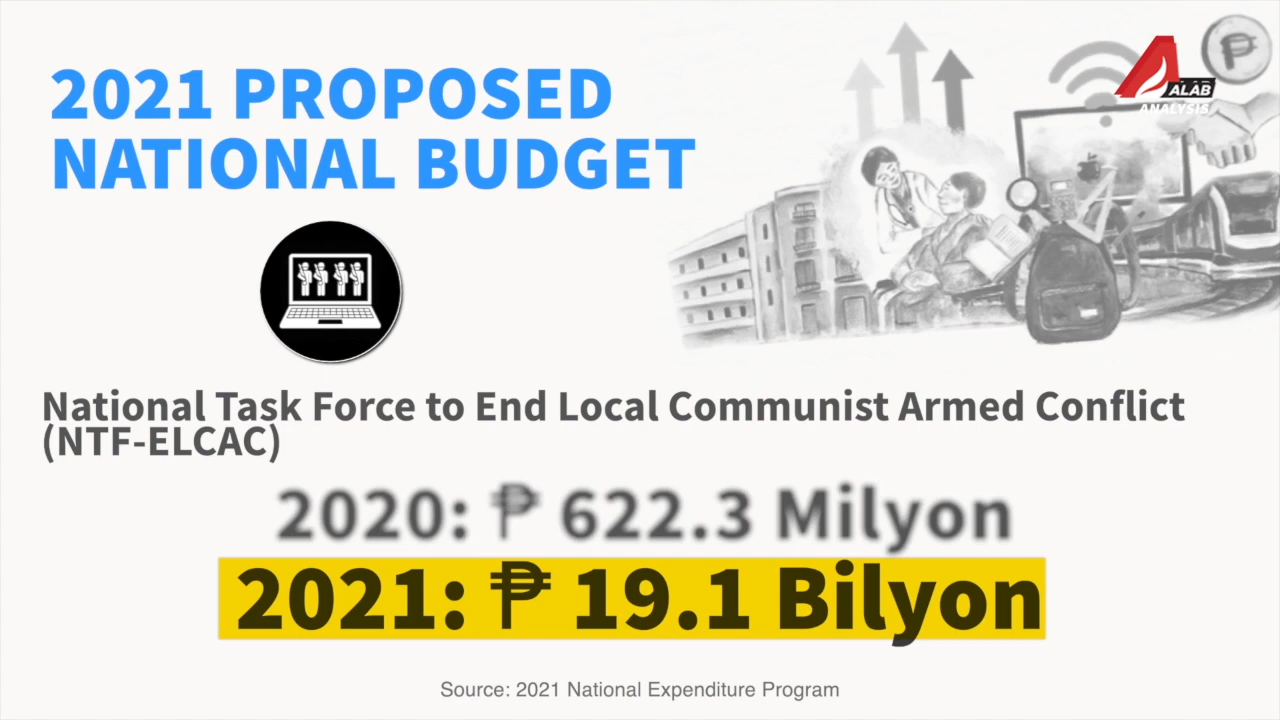 2021 PROPOSED
NATIONAL BUDGET
ALAB
ANALYSIS
National Task Force to End Local Communist Armed Conflict
(NTF-ELCAC)
2020: ₱ 622.3 Milyon
2021: ₱ 19.1 Bilyon
Source: 2021 National Expenditure Program